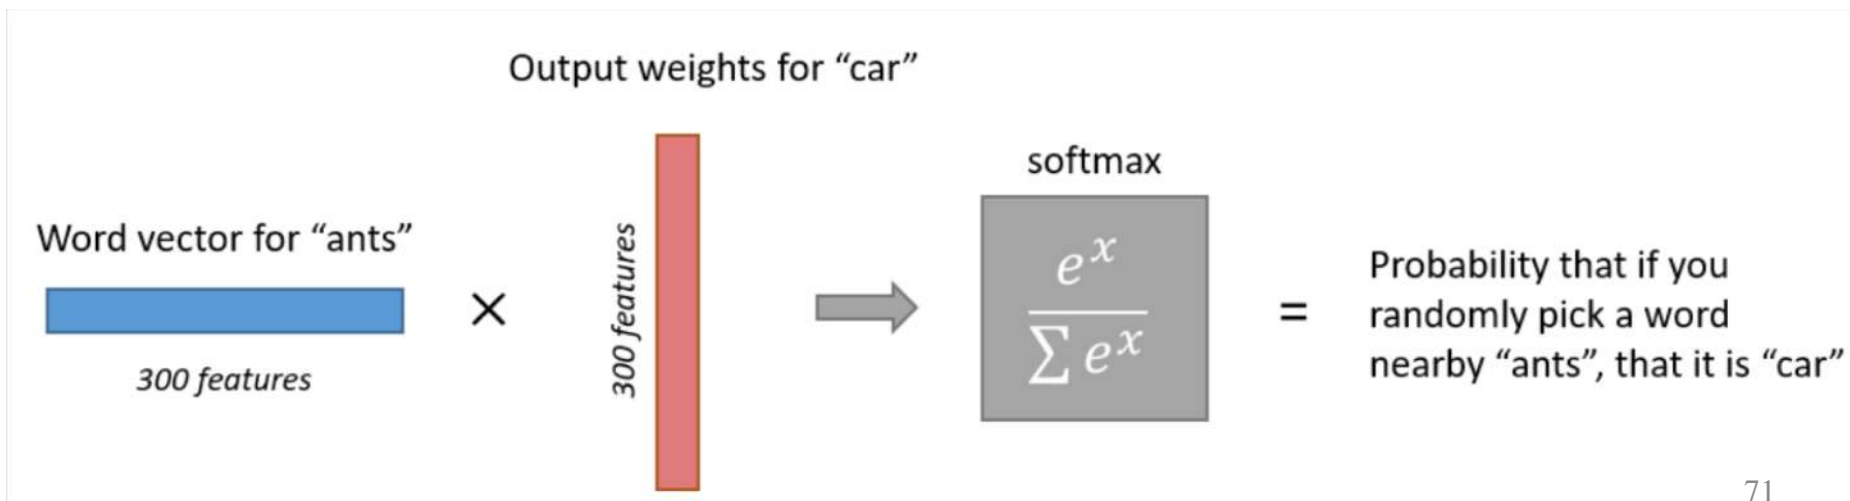 Output weights for “car”
softmax
Word vector for “ants”
300 features
×
300 features
e^x
∑ e^x
=
Probability that if you
randomly pick a word
nearby “ants”, that it is “car”
71